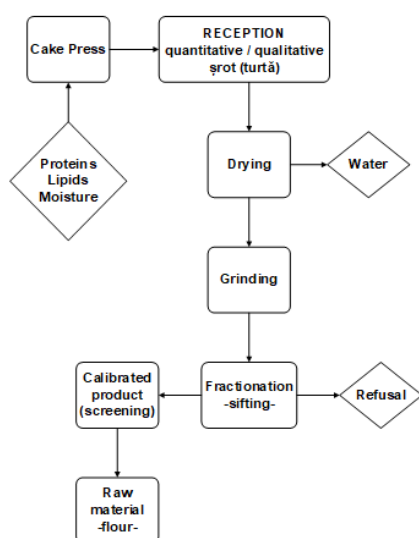 Cake Press
RECEPTION
quantitative / qualitative
șrot (turtă)
Proteins
Lipids
Moisture
Drying
Water
Grinding
Calibrated
product
(screening)
Fractionation
-sifting-
Refusal
Raw
material
-flour-